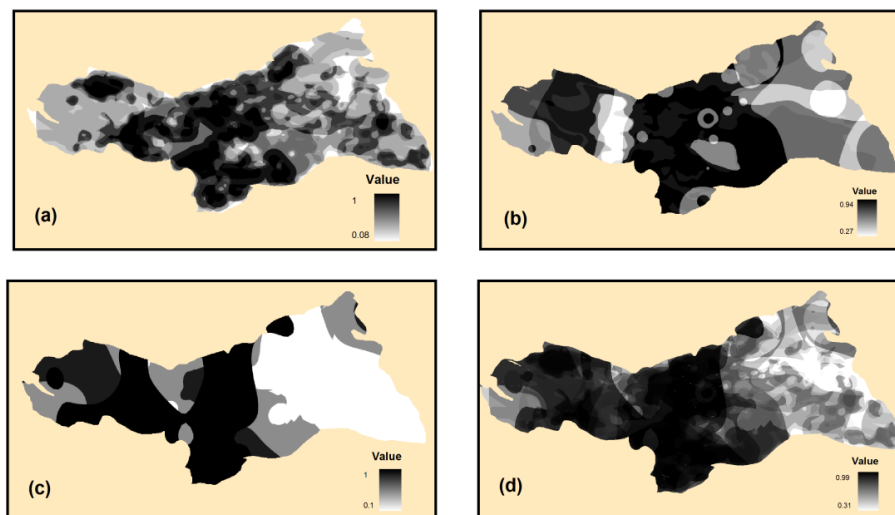 Value
1
0.08
(a)
Value
0.94
0.27
(b)
Value
1
0.1
(c)
Value
0.99
0.31
(d)